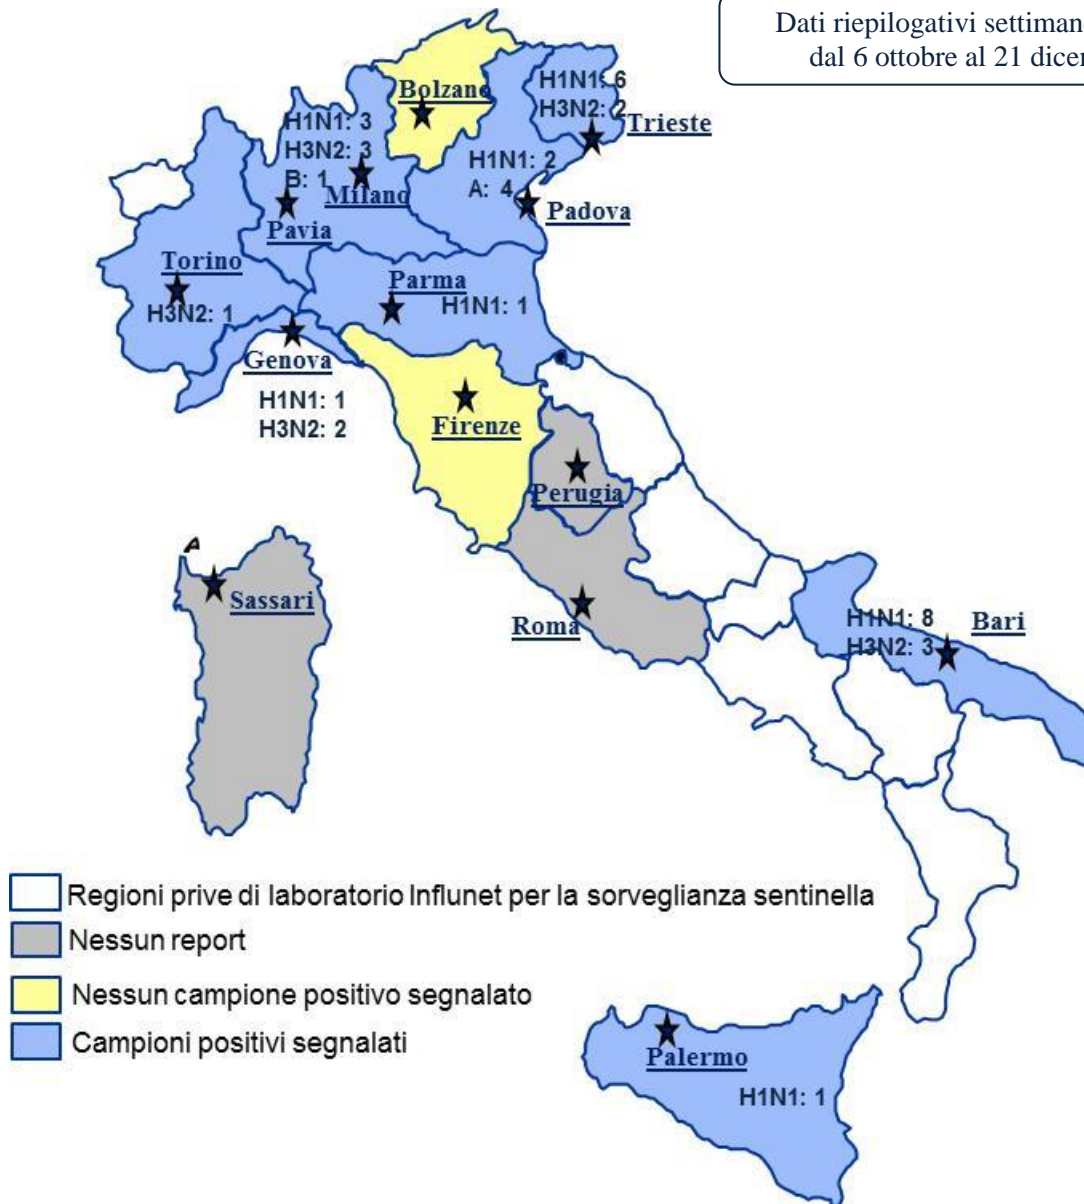 Dati riepilogativi
dal 6 ottobre al 21
Bolzano
H1N1: 6
H3N2: 2
Trieste
H1N1: 3
H3N2: 3
B: 1
Milano
Pavia
H1N1: 2
A: 4
Padova
Torino
H3N2: 1
Parma
H1N1: 1
Genova
H1N1: 1
H3N2: 2
Firenze
Perugia
A
Sassari
Roma
H1N1: 8
H3N2: 3
Bari
Regioni prive di laboratorio Influnet per la sorveglianza sentinella
Nessun report
Nessun campione positivo segnalato
Campioni positivi segnalati
Palermo
H1N1: 1